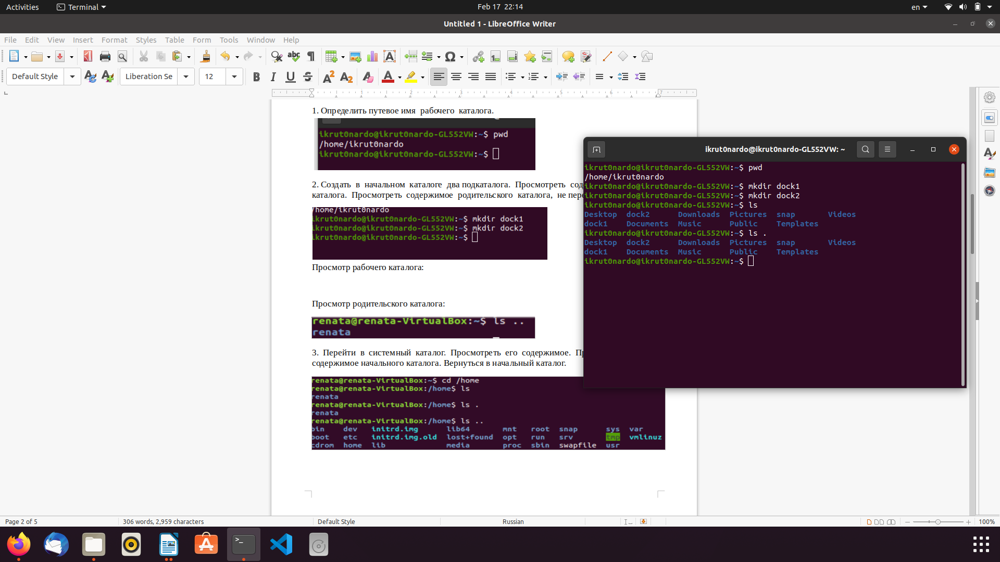 Activities
Terminal
Feb 17 22:14
en
Untitled 1 - LibreOffice Writer
File Edit View Insert Format Styles Table Form Tools Window Help
Default Style
Liberation Se
12
1 2 3 4 5 6 7
1. Определить путевое имя рабочего каталога.
ikrut0nardo@ikrut0nardo-GL552VW:~$ pwd
/home/ikrut0nardo
ikrut0nardo@ikrut0nardo-GL552VW:~$
2. Создать в начальном каталоге два подкаталога. Просмотреть
каталога. Просмотреть содержимое родительского каталога, не
/home/ikrut0nardo
ikrut0nardo@ikrut0nardo-GL552VW:~$ mkdir dock1
ikrut0nardo@ikrut0nardo-GL552VW:~$ mkdir dock2
ikrut0nardo@ikrut0nardo-GL552VW:~$
Просмотр рабочего каталога:
Просмотр родительского каталога:
renata@renata-VirtualBox:~$ ls ..
renata
3. Перейти в системный каталог. Просмотреть его содержимое.
содержимое начального каталога. Вернуться в начальный каталог.
renata@renata-VirtualBox:~$ cd /home
renata@renata-VirtualBox:/home$ ls
renata
renata@renata-VirtualBox:/home$ ls .
renata
renata@renata-VirtualBox:/home$ ls ..
bin dev initrd.img lib64 mnt root snap sys var
boot etc initrd.img.old lost+found opt run srv tmp vmlinuz
cdrom home lib media proc sbin swapfile usr
ikrut0nardo@ikrut0nardo-GL552VW: ~
ikrut0nardo@ikrut0nardo-GL552VW:~$ pwd
/home/ikrut0nardo
ikrut0nardo@ikrut0nardo-GL552VW:~$ mkdir dock1
ikrut0nardo@ikrut0nardo-GL552VW:~$ mkdir dock2
ikrut0nardo@ikrut0nardo-GL552VW:~$ ls
Desktop dock2 Downloads Pictures snap Videos
dock1 Documents Music Public Templates
ikrut0nardo@ikrut0nardo-GL552VW:~$ ls .
Desktop dock2 Downloads Pictures snap Videos
dock1 Documents Music Public Templates
ikrut0nardo@ikrut0nardo-GL552VW:~$
Page 2 of 5
306 words, 2,959 characters
Default Style
Russian
100%